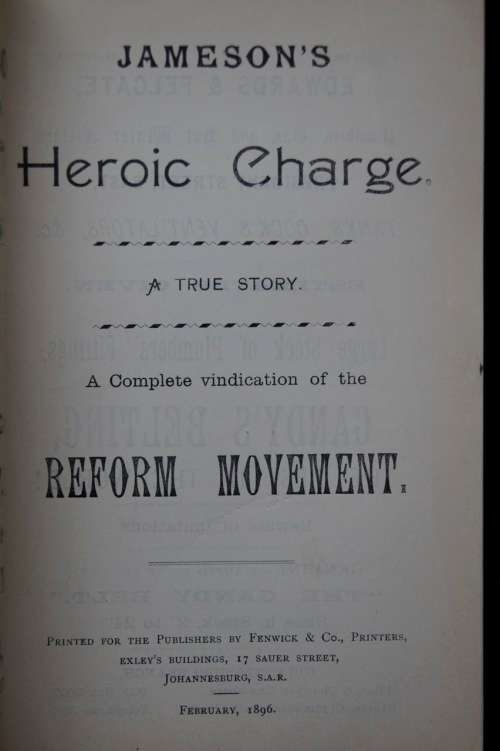 JAMESON'S
Heroic Charge.
A TRUE STORY.
A Complete vindication of the
REFORM MOVEMENT.
PRINTED FOR THE PUBLISHERS BY FENWICK & CO., PRINTERS,
EXLEY'S BUILDINGS, 17 SAUER STREET,
JOHANNESBURG, S.A.R.
FEBRUARY, 1896.